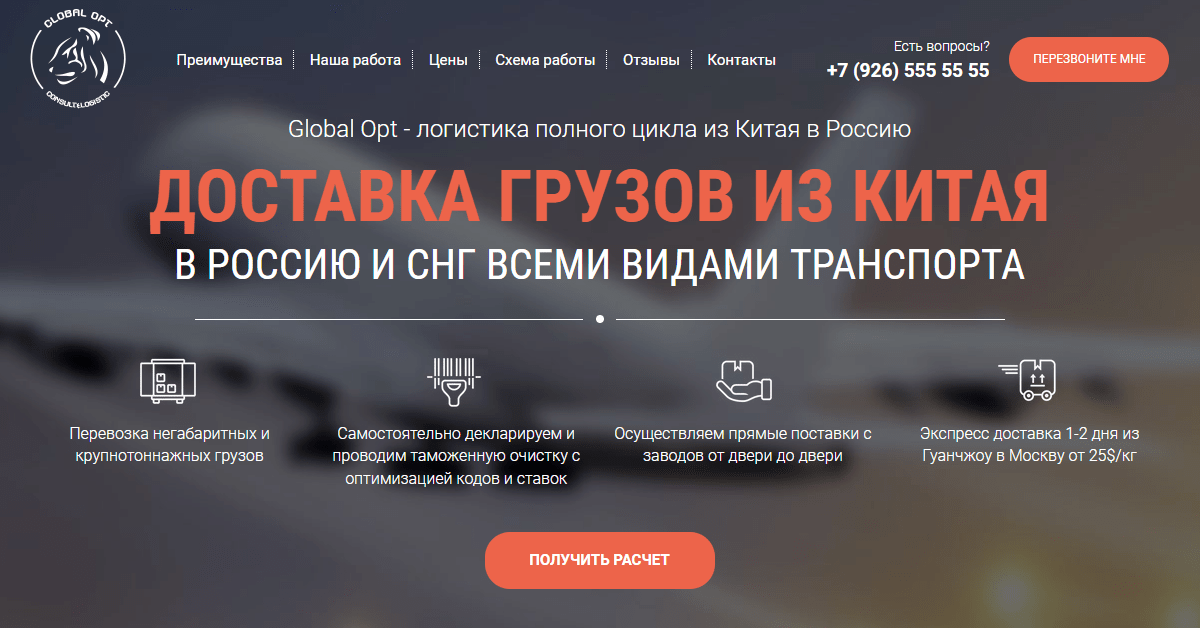 GLOBAL OPT
CONSULT&LOGISTIC
Преимущества
Наша работа
Цены
Схема работы
Отзывы
Контакты
Есть вопросы?
+7 (926) 555 55 55
ПЕРЕЗВОНИТЕ МНЕ
Global Opt - логистика полного цикла из Китая в Россию
ДОСТАВКА ГРУЗОВ ИЗ КИТАЯ
В РОССИЮ И СНГ ВСЕМИ ВИДАМИ ТРАНСПОРТА
Перевозка негабаритных и
крупнотоннажных грузов
Самостоятельно декларируем и
проводим таможенную очистку с
оптимизацией кодов и ставок
Осуществляем прямые поставки с
заводов от двери до двери
Экспресс доставка 1-2 дня из
Гуанчжоу в Москву от 25$/кг
ПОЛУЧИТЬ РАСЧЕТ